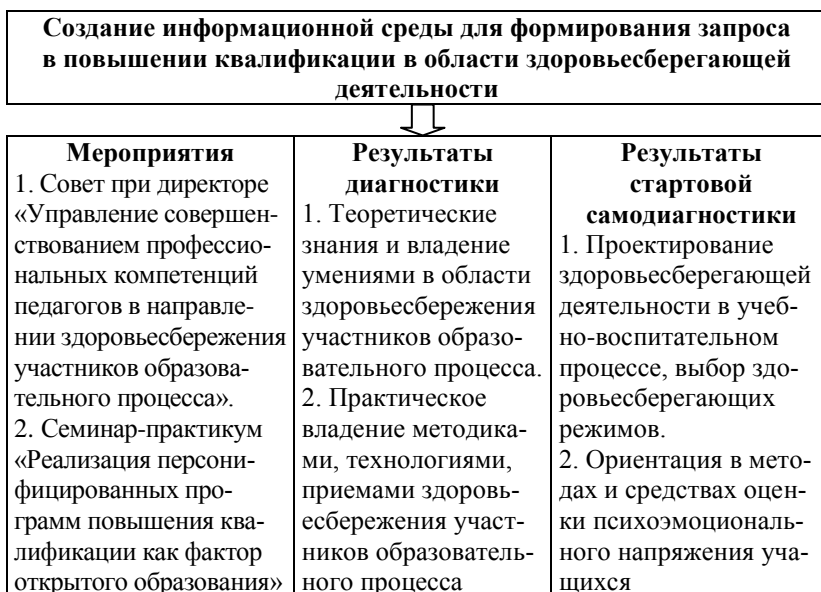 Создание информационной среды для формирования запроса
в повышении квалификации в области здоровьесберегающей
деятельности
Мероприятия
1. Совет при директоре
«Управление совершен-
ствованием профессио-
нальных компетенций
педагогов в направле-
нии здоровьесбережения
участников образова-
тельного процесса».
2. Семинар-практикум
«Реализация персони-
фицированных про-
грамм повышения ква-
лификации как фактор
открытого образования»
Результаты
диагностики
1. Теоретические
знания и владение
умениями в области
здоровьесбережения
участников образо-
вательного процесса.
2. Практическое
владение методика-
ми, технологиями,
приемами здоровь-
есбережения участ-
ников образователь-
ного процесса
Результаты
стартовой
самодиагностики
1. Проектирование
здоровьесберегающей
деятельности в учеб-
но-воспитательном
процессе, выбор здо-
ровьесберегающих
режимов.
2. Ориентация в мето-
дах и средствах оцен-
ки психоэмоциональ-
ного напряжения уча-
щихся